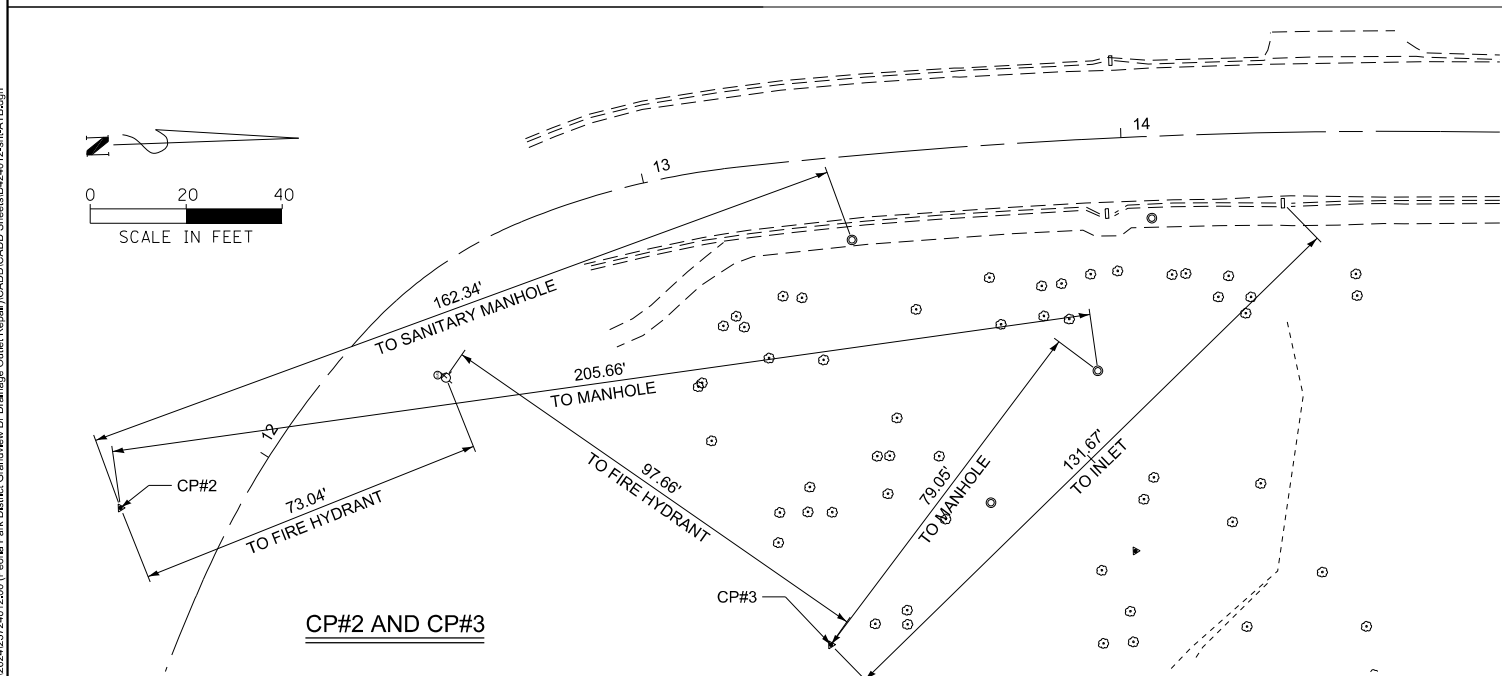 14
13
0 20 40
SCALE IN FEET
162.34'
TO SANITARY MANHOLE
205.66'
TO MANHOLE
12
CP#2
73.04'
TO FIRE HYDRANT
97.66'
TO FIRE HYDRANT
79.05'
TO MANHOLE
131.67'
TO INLET
CP#3
CP#2 AND CP#3